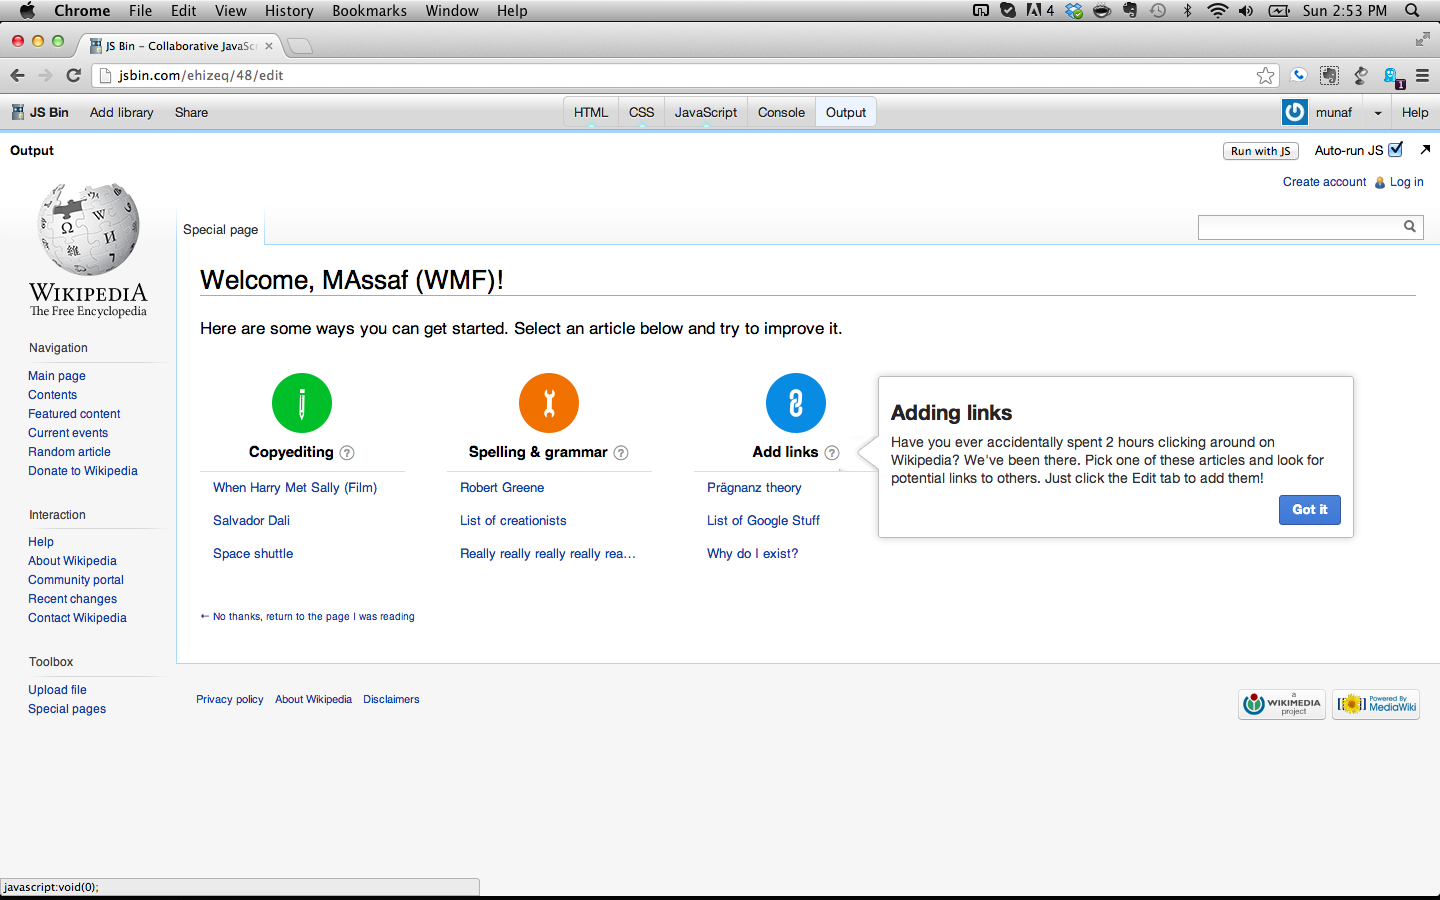 Chrome File Edit View History Bookmarks Window Help 4 Sun 2:53 PM
JS Bin – Collaborative JavaSc
jsbin.com/ehizeq/48/edit
1
JS Bin Add library Share HTML CSS JavaScript Console Output munaf Help
Output Run with JS Auto-run JS
Create account Log in
Special page
WIKIPEDIA
The Free Encyclopedia
Navigation
Main page
Contents
Featured content
Current events
Random article
Donate to Wikipedia
Interaction
Help
About Wikipedia
Community portal
Recent changes
Contact Wikipedia
Toolbox
Upload file
Special pages
Welcome, MAssaf (WMF)!
Here are some ways you can get started. Select an article below and try to improve it.
Copyediting ?
When Harry Met Sally (Film)
Salvador Dali
Space shuttle
Spelling & grammar ?
Robert Greene
List of creationists
Really really really really rea...
Add links ?
Prägnanz theory
List of Google Stuff
Why do I exist?
Adding links
Have you ever accidentally spent 2 hours clicking around on
Wikipedia? We've been there. Pick one of these articles and look for
potential links to others. Just click the Edit tab to add them!
Got it
← No thanks, return to the page I was reading
Privacy policy About Wikipedia Disclaimers
a
WIKIMEDIA
project
Powered By
MediaWiki
javascript:void(0);